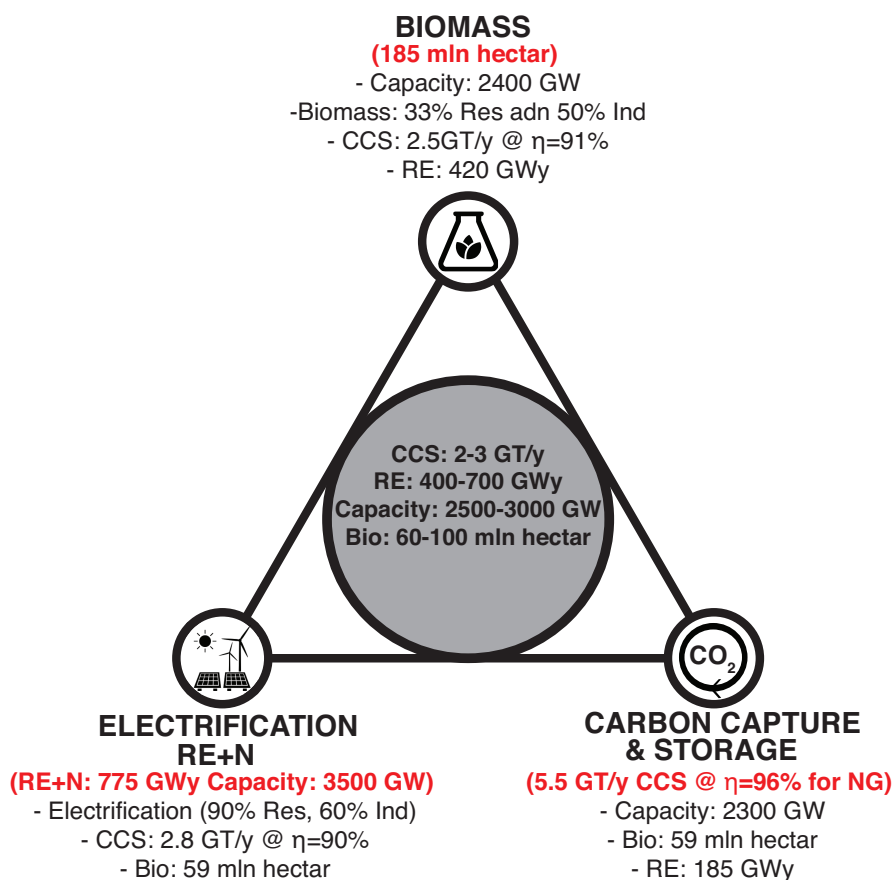 BIOMASS
(185 mln hectar)
- Capacity: 2400 GW
-Biomass: 33% Res adn 50% Ind
- CCS: 2.5GT/y @ η=91%
- RE: 420 GWy
CCS: 2-3 GT/y
RE: 400-700 GWy
Capacity: 2500-3000 GW
Bio: 60-100 mln hectar
CO₂
ELECTRIFICATION
RE+N
(RE+N: 775 GWy Capacity: 3500 GW)
- Electrification (90% Res, 60% Ind)
- CCS: 2.8 GT/y @ η=90%
- Bio: 59 mln hectar
CARBON CAPTURE
& STORAGE
(5.5 GT/y CCS @ η=96% for NG)
- Capacity: 2300 GW
- Bio: 59 mln hectar
- RE: 185 GWy